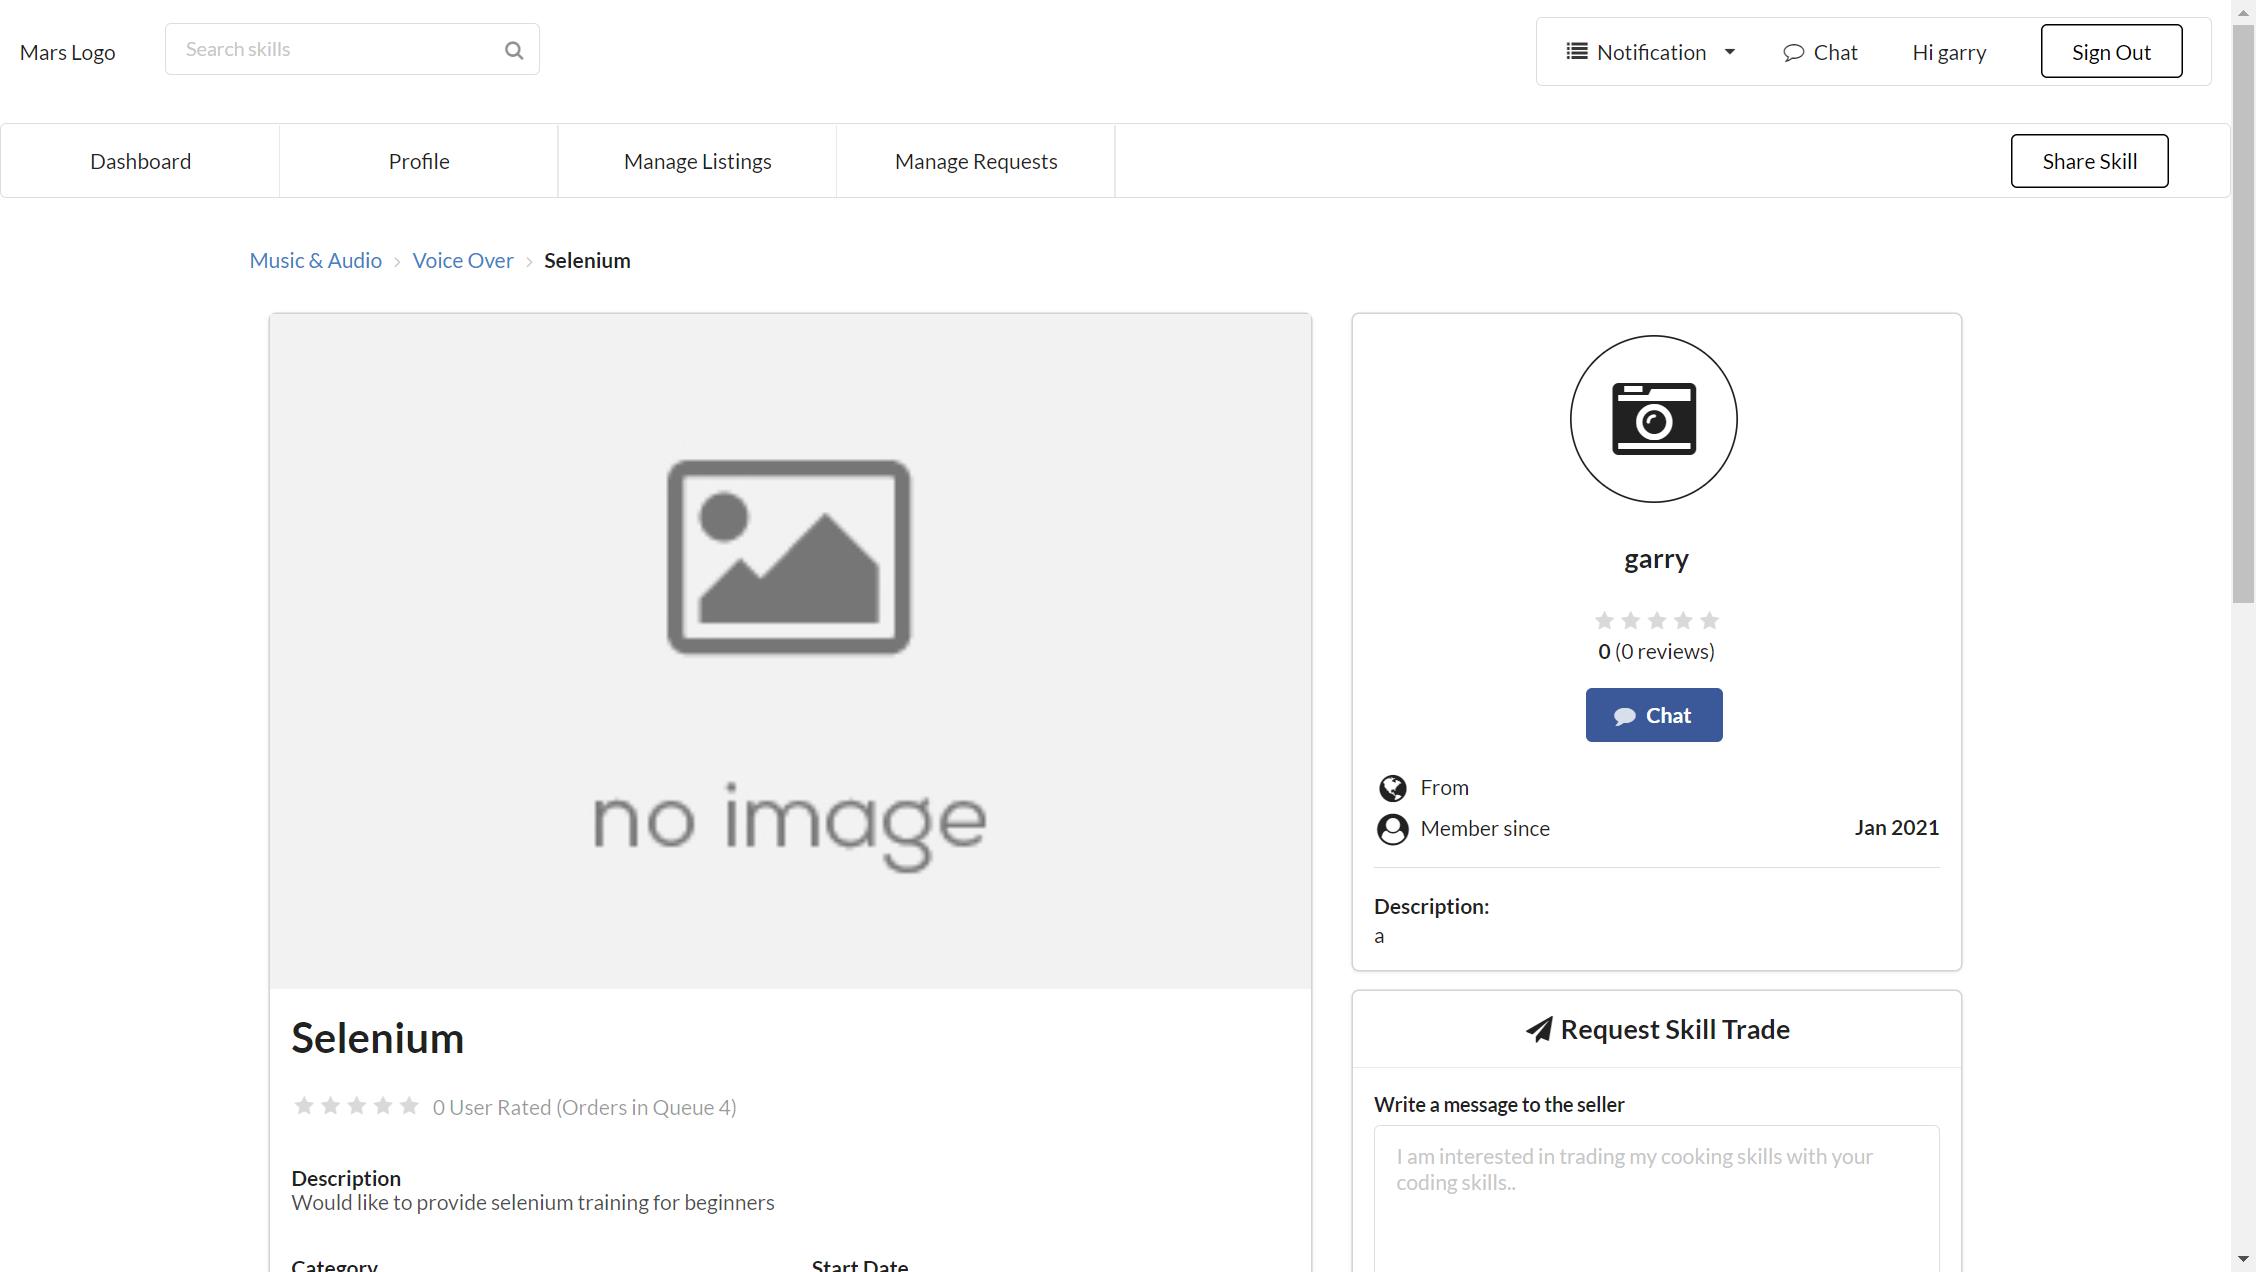 Mars Logo
Search skills
Notification
Chat
Hi garry
Sign Out
Dashboard
Profile
Manage Listings
Manage Requests
Share Skill
Music & Audio
Voice Over
Selenium
no image
Selenium
0 User Rated (Orders in Queue 4)
Description
Would like to provide selenium training for beginners
Category
Start Date
garry
0 (0 reviews)
Chat
From
Member since
Jan 2021
Description:
a
Request Skill Trade
Write a message to the seller
I am interested in trading my cooking skills with your
coding skills..